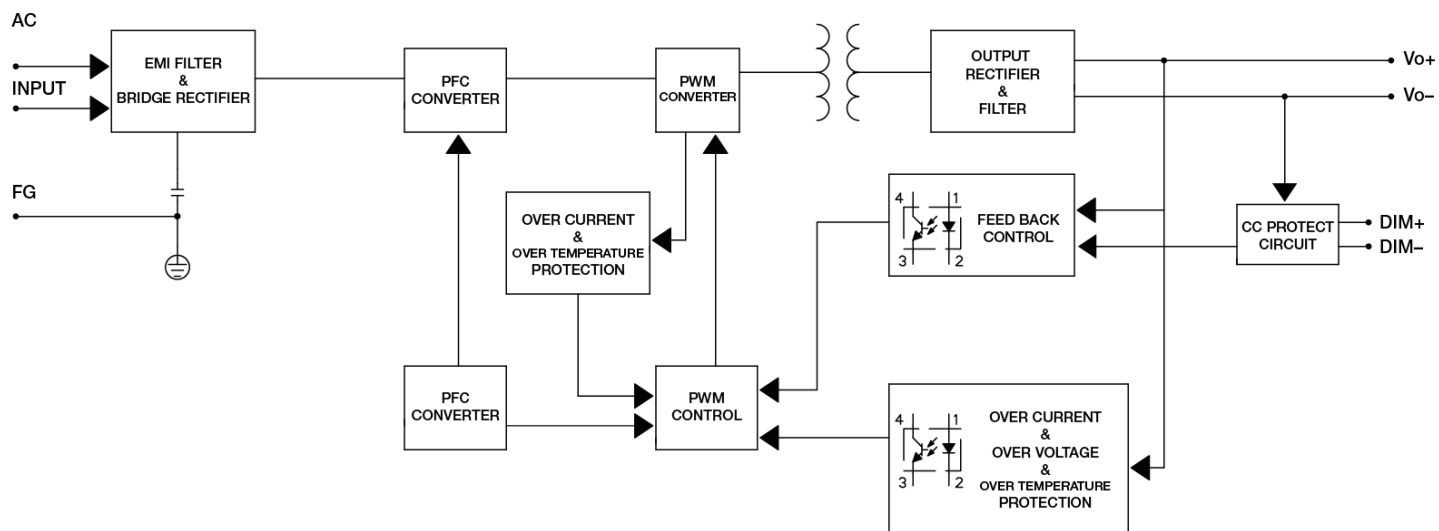 AC
INPUT
FG
EMI FILTER
&
BRIDGE RECTIFIER
PFC
CONVERTER
PWM
CONVERTER
OUTPUT
RECTIFIER
&
FILTER
Vo+
Vo–
OVER CURRENT
&
OVER TEMPERATURE
PROTECTION
4 1
3 2
FEED BACK
CONTROL
CC PROTECT
CIRCUIT
DIM+
DIM–
PFC
CONVERTER
PWM
CONTROL
4 1
3 2
OVER CURRENT
&
OVER VOLTAGE
&
OVER TEMPERATURE
PROTECTION